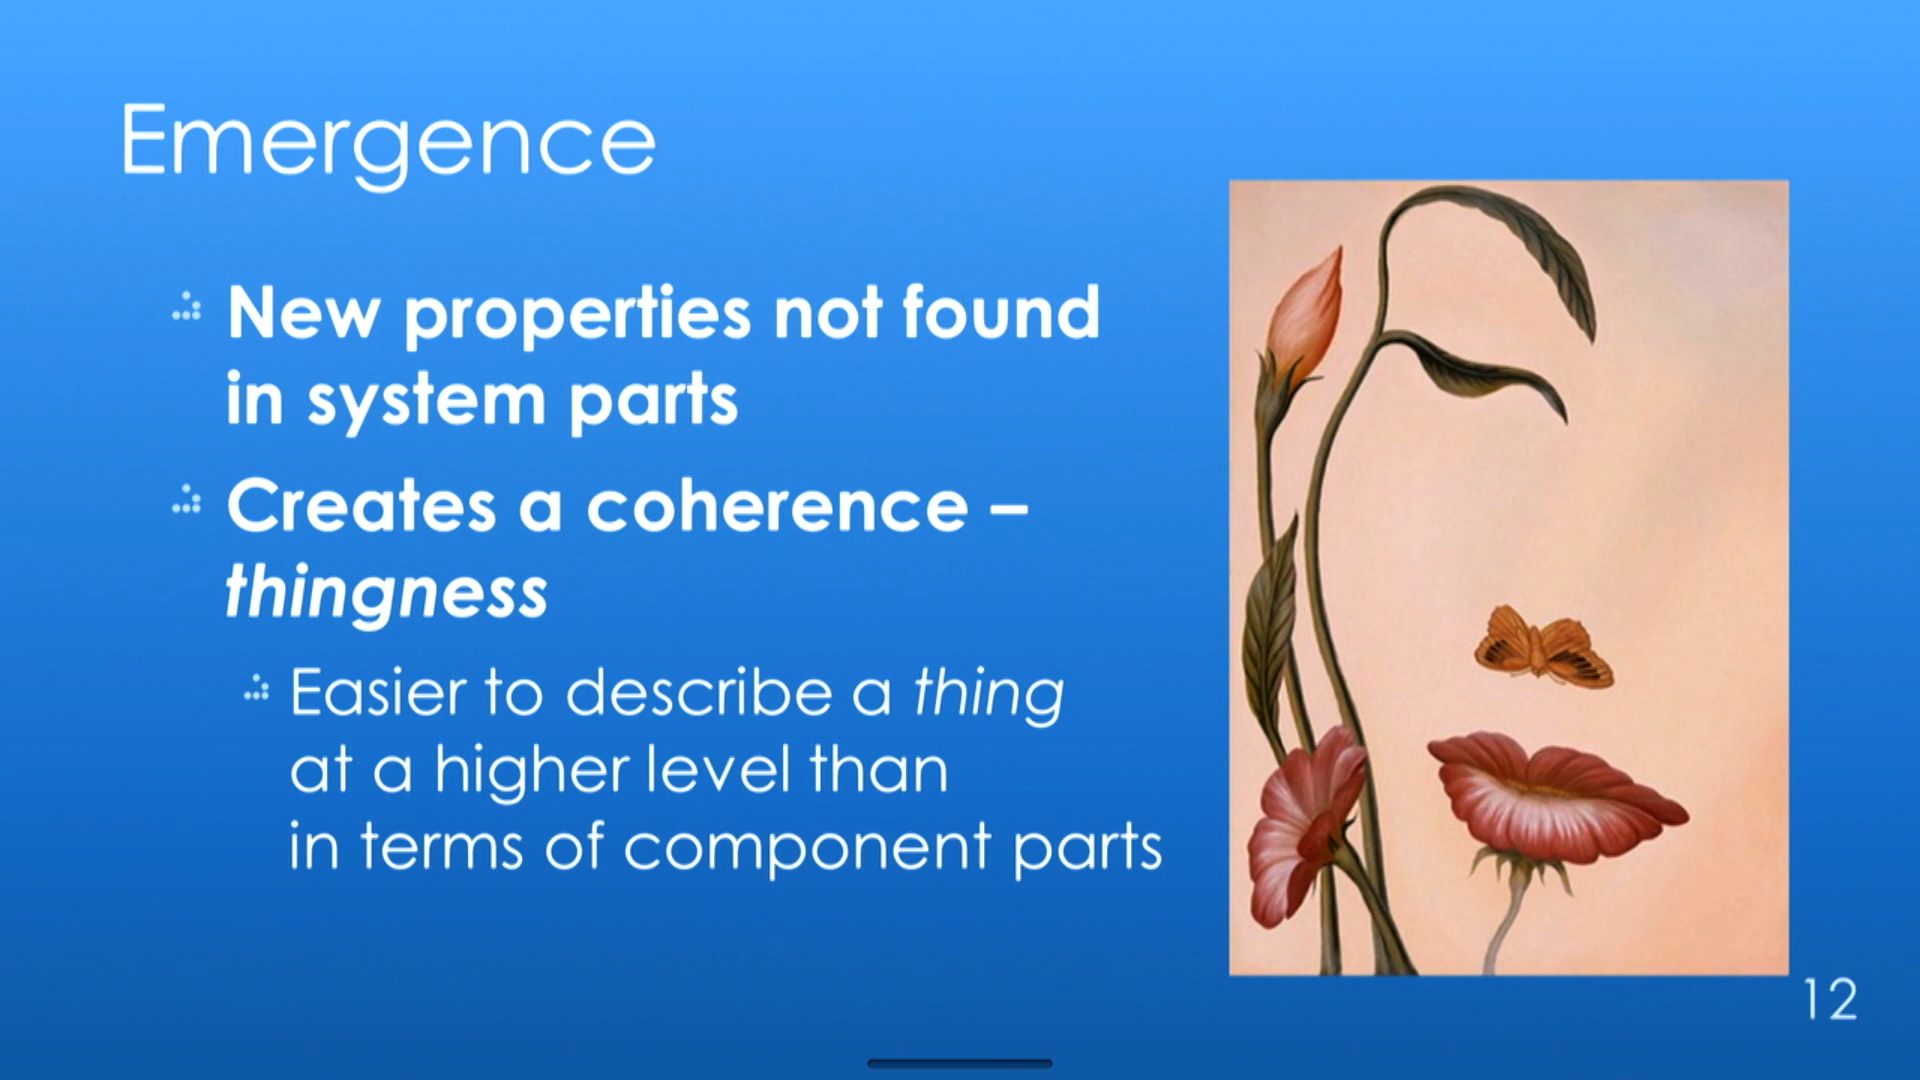 Emergence
New properties not found
in system parts
Creates a coherence –
thingness
Easier to describe a thing
at a higher level than
in terms of component parts
12